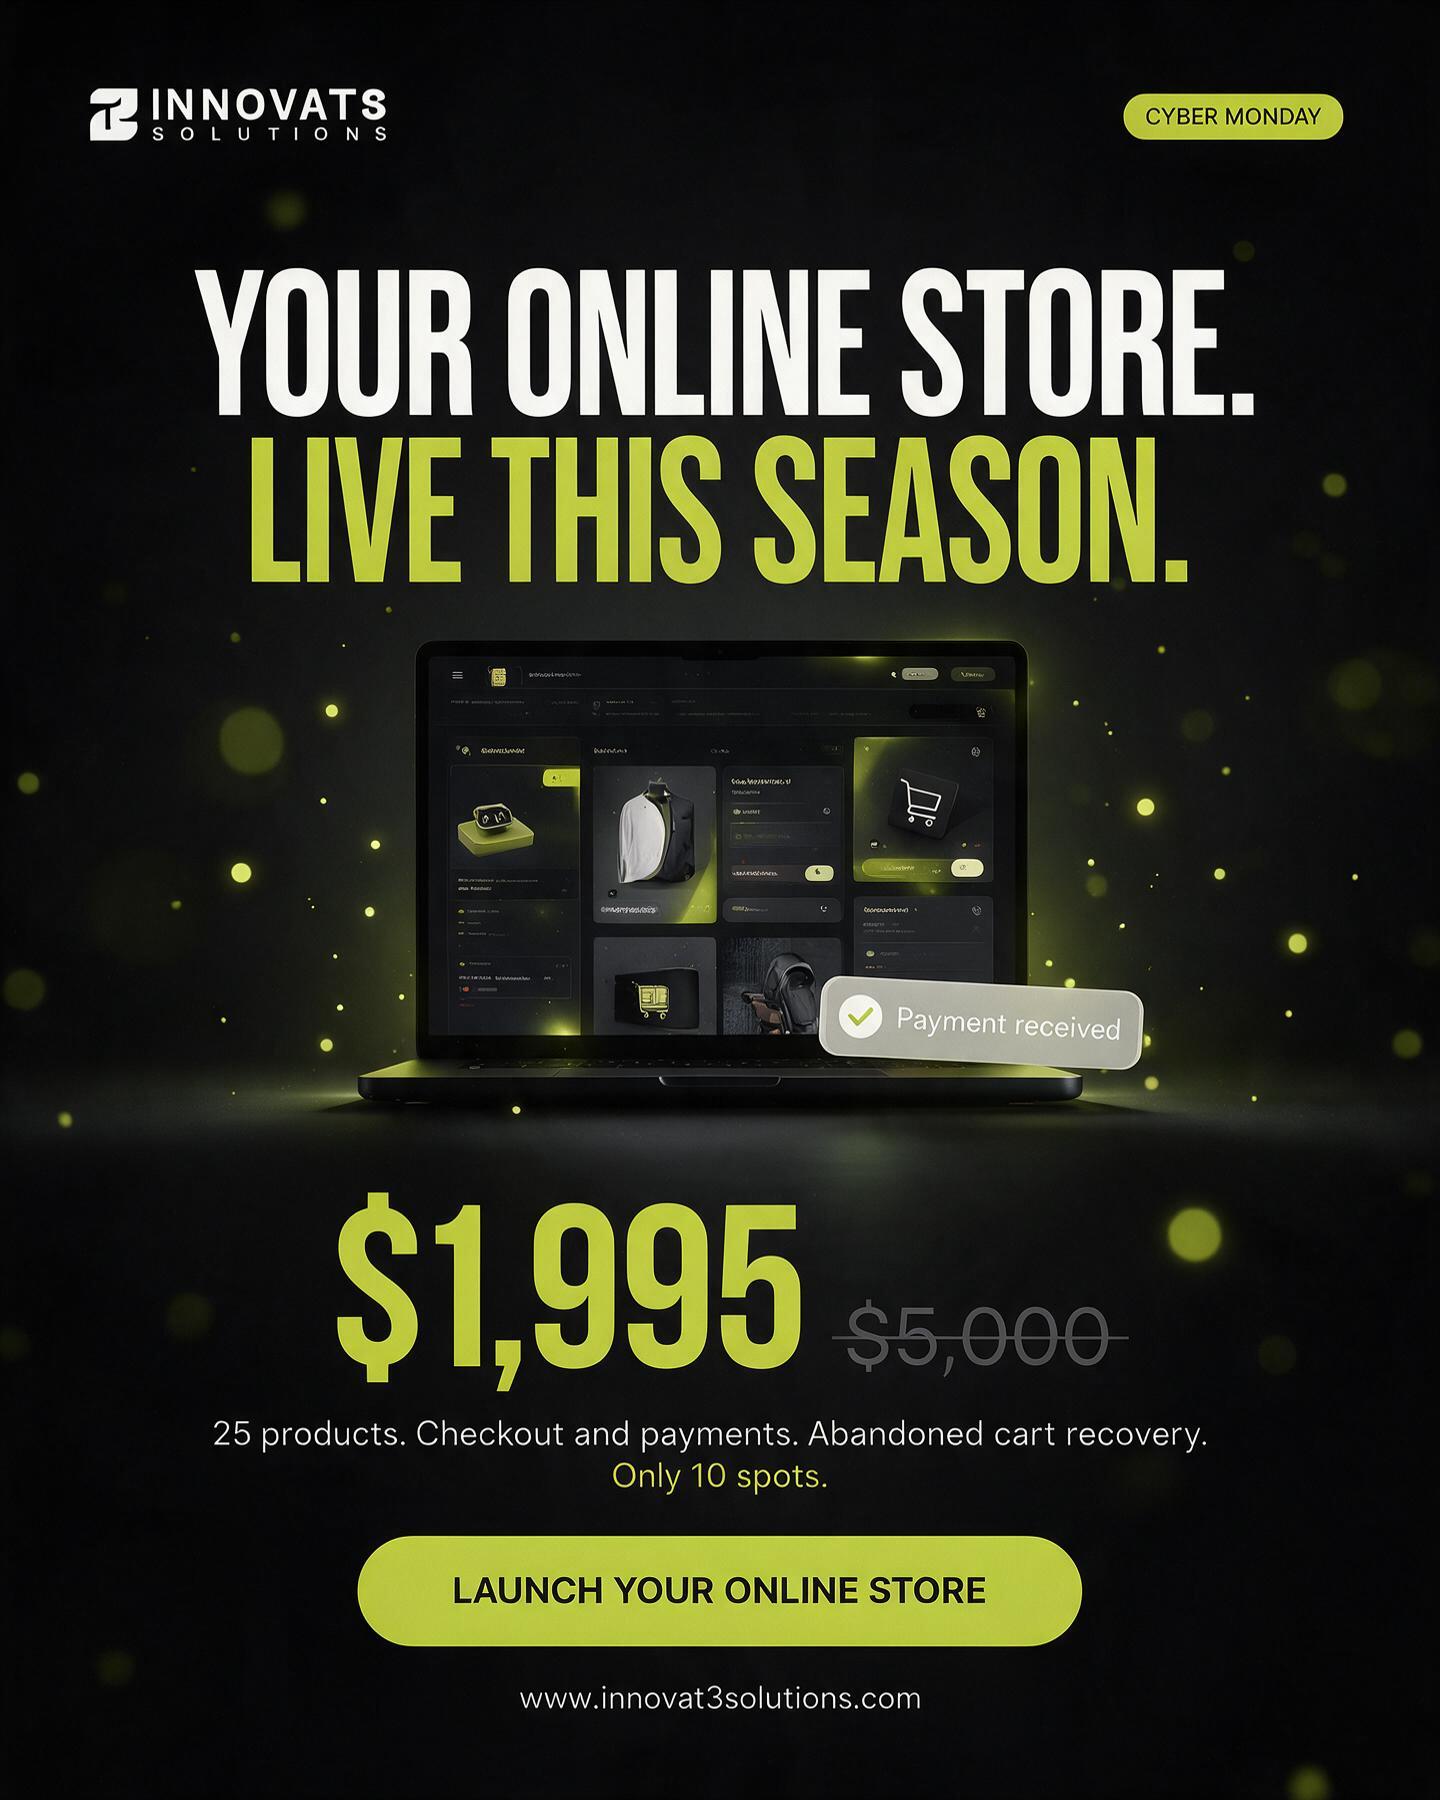 INNOVATS
SOLUTIONS
CYBER MONDAY
YOUR ONLINE STORE.
LIVE THIS SEASON.
Payment received
$1,995
$5,000
25 products. Checkout and payments. Abandoned cart recovery.
Only 10 spots.
LAUNCH YOUR ONLINE STORE
www.innovat3solutions.com